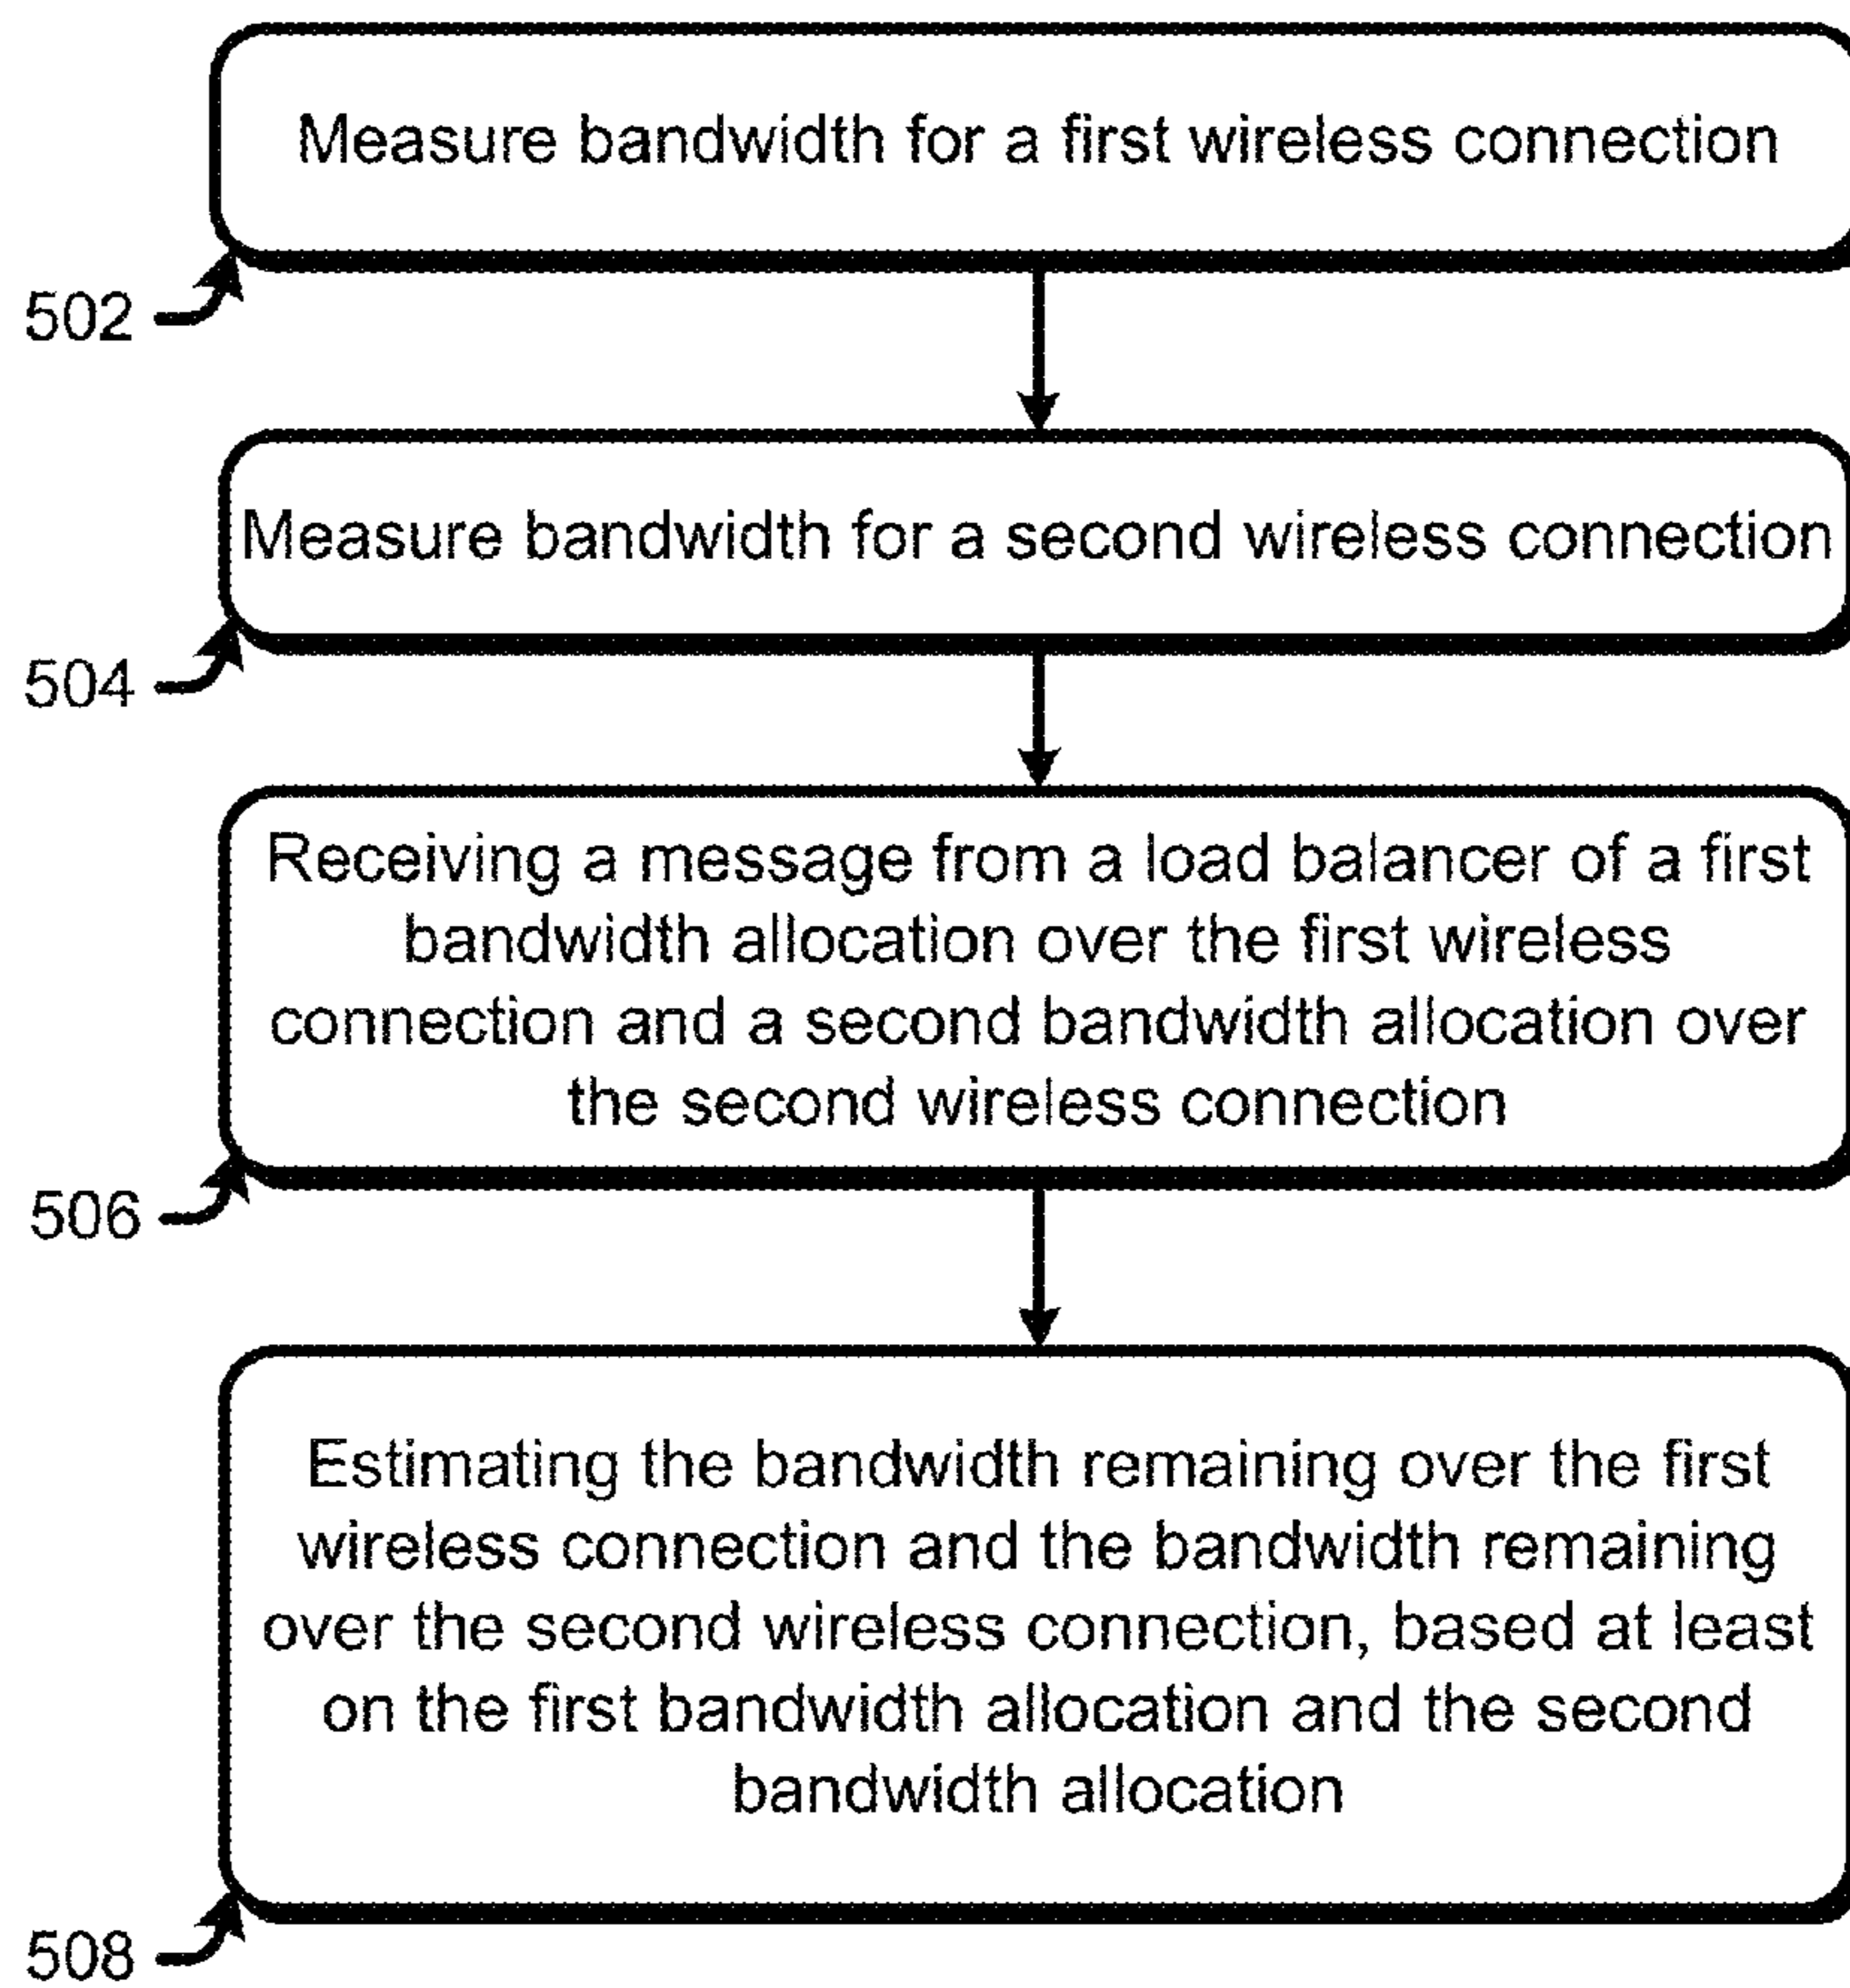 Measure bandwidth for a first wireless connection
502
Measure bandwidth for a second wireless connection
504
Receiving a message from a load balancer of a first
bandwidth allocation over the first wireless
connection and a second bandwidth allocation over
the second wireless connection
506
Estimating the bandwidth remaining over the first
wireless connection and the bandwidth remaining
over the second wireless connection, based at least
on the first bandwidth allocation and the second
bandwidth allocation
508